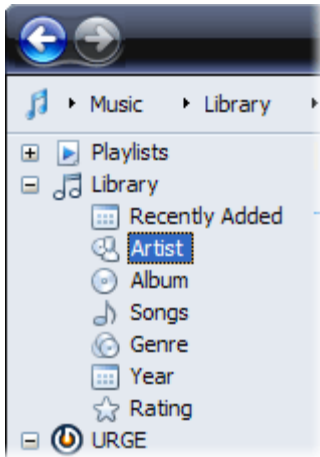 Music Library
Playlists
Library
Recently Added
Artist
Album
Songs
Genre
Year
Rating
URGE